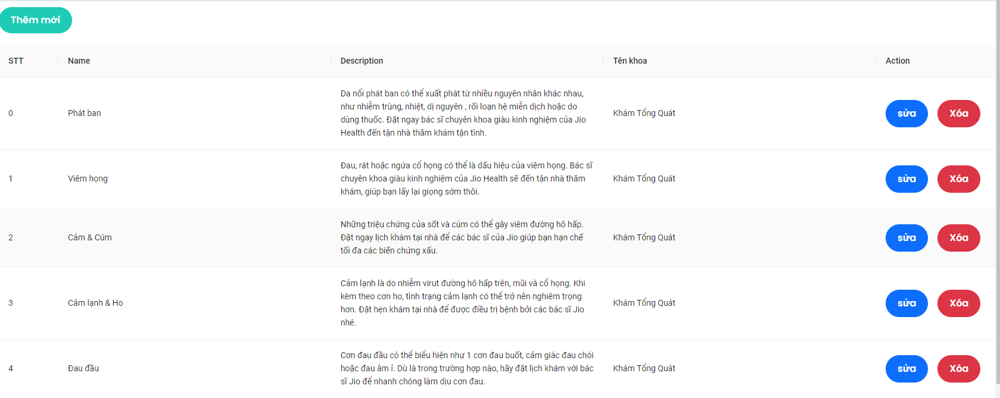 Thêm mới
STT Name Description Tên khoa Action
Da nổi phát ban có thể xuất phát từ nhiều nguyên nhân khác nhau,
như nhiễm trùng, nhiệt, dị nguyên , rối loạn hệ miễn dịch hoặc do
0 Phát ban Khám Tổng Quát sửa Xóa
dùng thuốc. Đặt ngay bác sĩ chuyên khoa giàu kinh nghiệm của Jio
Health đến tận nhà thăm khám tận tình.
Đau, rát hoặc ngứa cổ họng có thể là dấu hiệu của viêm họng. Bác sĩ
1 Viêm họng chuyên khoa giàu kinh nghiệm của Jio Health sẽ đến tận nhà thăm Khám Tổng Quát sửa Xóa
khám, giúp bạn lấy lại giọng sớm thôi.
Những triệu chứng của sốt và cúm có thể gây viêm đường hô hấp.
2 Cảm & Cúm Đặt ngay lịch khám tại nhà để các bác sĩ của Jio giúp bạn hạn chế Khám Tổng Quát sửa Xóa
tối đa các biến chứng xấu.
Cảm lạnh là do nhiễm virut đường hô hấp trên, mũi và cổ họng. Khi
kèm theo cơn ho, tình trạng cảm lạnh có thể trở nên nghiêm trọng
3 Cảm lạnh & Ho Khám Tổng Quát sửa Xóa
hơn. Đặt hẹn khám tại nhà để được điều trị bệnh bởi các bác sĩ Jio
nhé.
Cơn đau đầu có thể biểu hiện như 1 cơn đau buốt, cảm giác đau chói
4 Đau đầu hoặc đau âm ỉ. Dù là trong trường hợp nào, hãy đặt lịch khám với bác Khám Tổng Quát sửa Xóa
sĩ Jio để nhanh chóng làm dịu cơn đau.